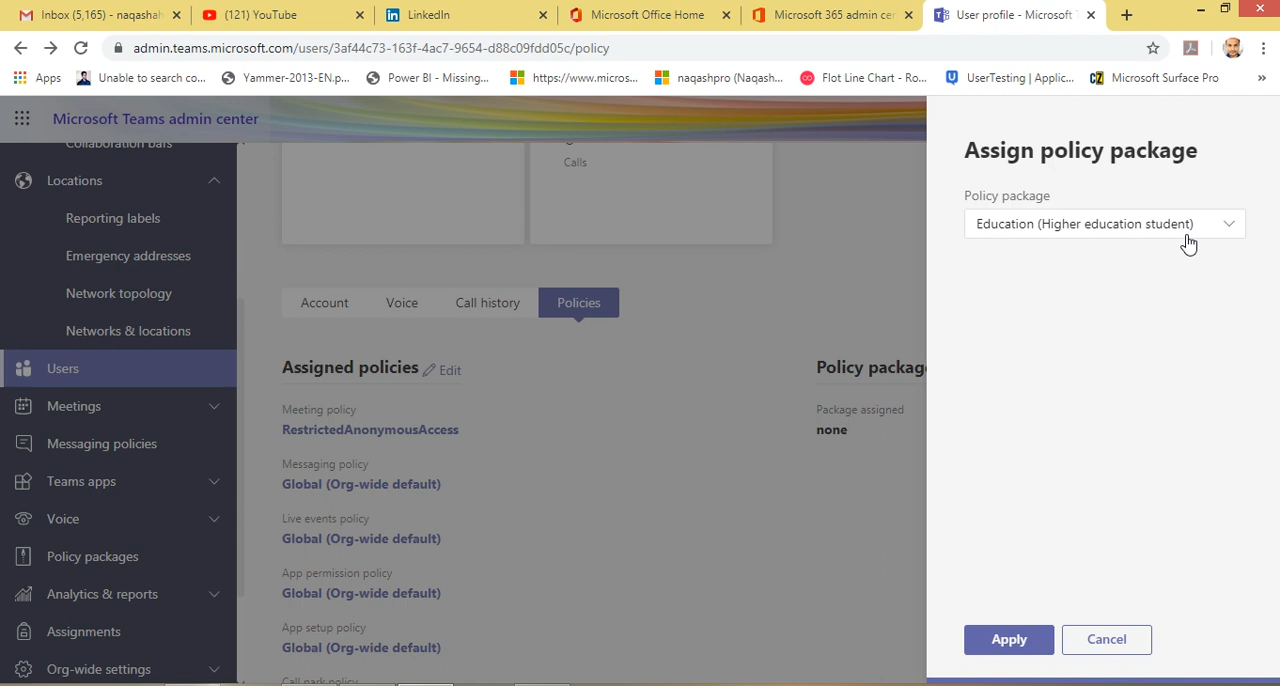 Inbox (5,165) - naqashah
(121) YouTube
LinkedIn
Microsoft Office Home
Microsoft 365 admin cen
User profile - Microsoft T
admin.teams.microsoft.com/users/3af44c73-163f-4ac7-9654-d88c09fdd05c/policy
Apps
Unable to search co...
Yammer-2013-EN.p...
Power BI - Missing...
https://www.micros...
naqashpro (Naqash...
Flot Line Chart - Ro...
UserTesting | Applic...
Microsoft Surface Pro
Microsoft Teams admin center
Collaboration bars
Locations
Reporting labels
Emergency addresses
Network topology
Networks & locations
Users
Meetings
Messaging policies
Teams apps
Voice
Policy packages
Analytics & reports
Assignments
Org-wide settings
Calls
Account
Voice
Call history
Policies
Assigned policies
Edit
Meeting policy
RestrictedAnonymousAccess
Messaging policy
Global (Org-wide default)
Live events policy
Global (Org-wide default)
App permission policy
Global (Org-wide default)
App setup policy
Global (Org-wide default)
Call park policy
Policy packag
Package assigned
none
Assign policy package
Policy package
Education (Higher education student)
Apply
Cancel